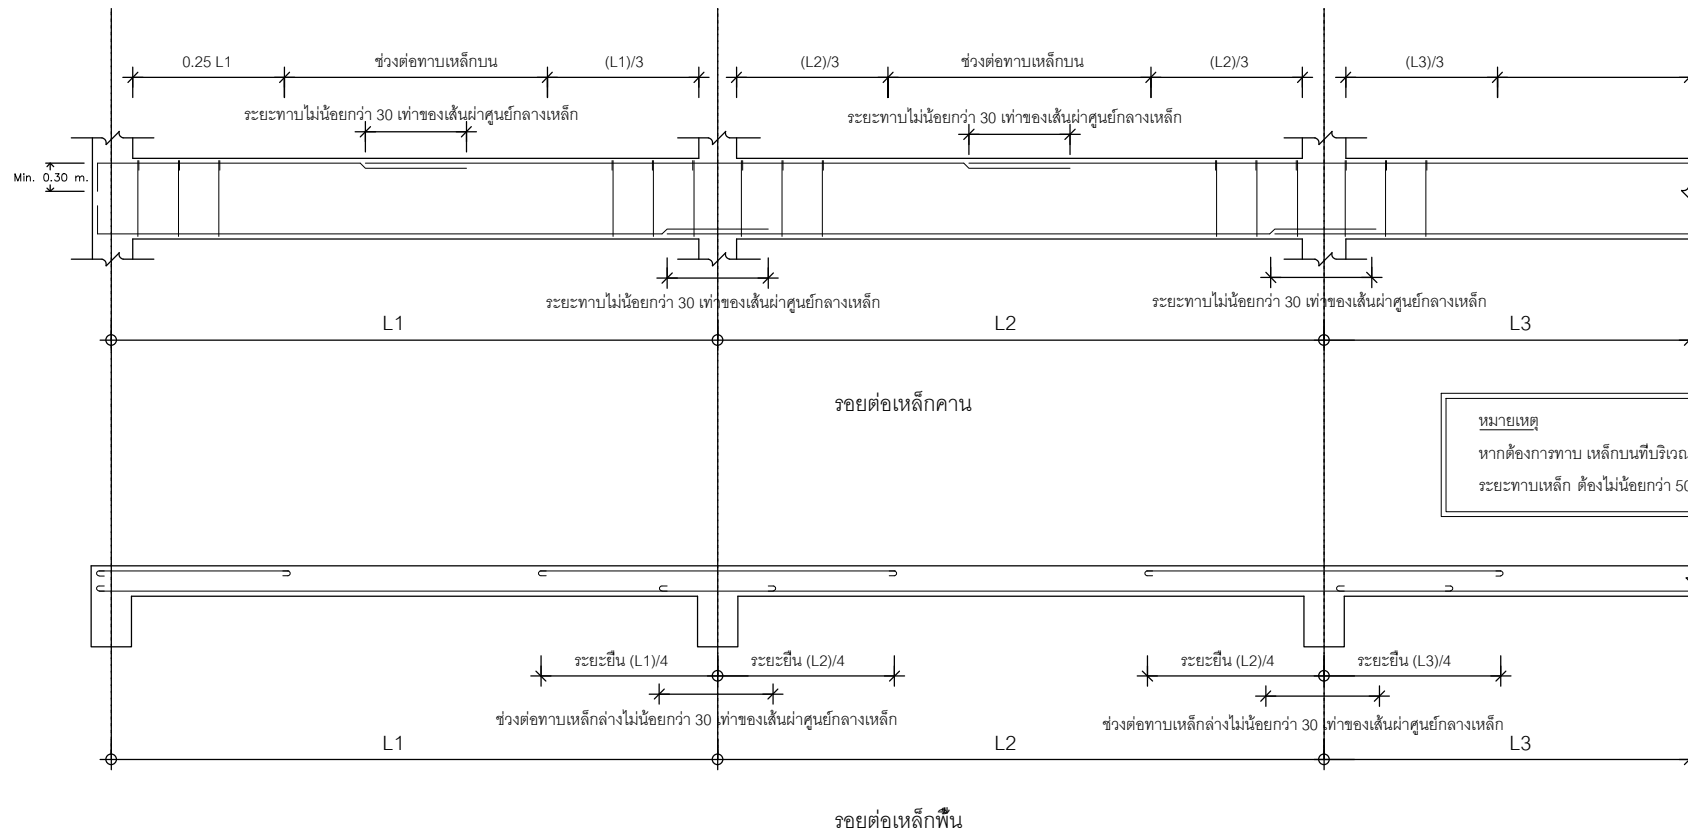 0.25 L1
ช่วงต่อทาบเหล็กบน
(L1)/3
(L2)/3
ช่วงต่อทาบเหล็กบน
(L2)/3
(L3)/3
ระยะทาบไม่น้อยกว่า 30 เท่าของเส้นผ่าศูนย์กลางเหล็ก
ระยะทาบไม่น้อยกว่า 30 เท่าของเส้นผ่าศูนย์กลางเหล็ก
Min. 0.30 m.
ระยะทาบไม่น้อยกว่า 30 เท่าของเส้นผ่าศูนย์กลางเหล็ก
ระยะทาบไม่น้อยกว่า 30 เท่าของเส้นผ่าศูนย์กลางเหล็ก
L1
L2
L3
รอยต่อเหล็กคาน
หมายเหตุ
หากต้องการทาบ เหล็กบนที่บริเวณ
ระยะทาบเหล็ก ต้องไม่น้อยกว่า 50
ระยะยื่น (L1)/4
ระยะยื่น (L2)/4
ระยะยื่น (L2)/4
ระยะยื่น (L3)/4
ช่วงต่อทาบเหล็กล่างไม่น้อยกว่า 30 เท่าของเส้นผ่าศูนย์กลางเหล็ก
ช่วงต่อทาบเหล็กล่างไม่น้อยกว่า 30 เท่าของเส้นผ่าศูนย์กลางเหล็ก
L1
L2
L3
รอยต่อเหล็กพื้น